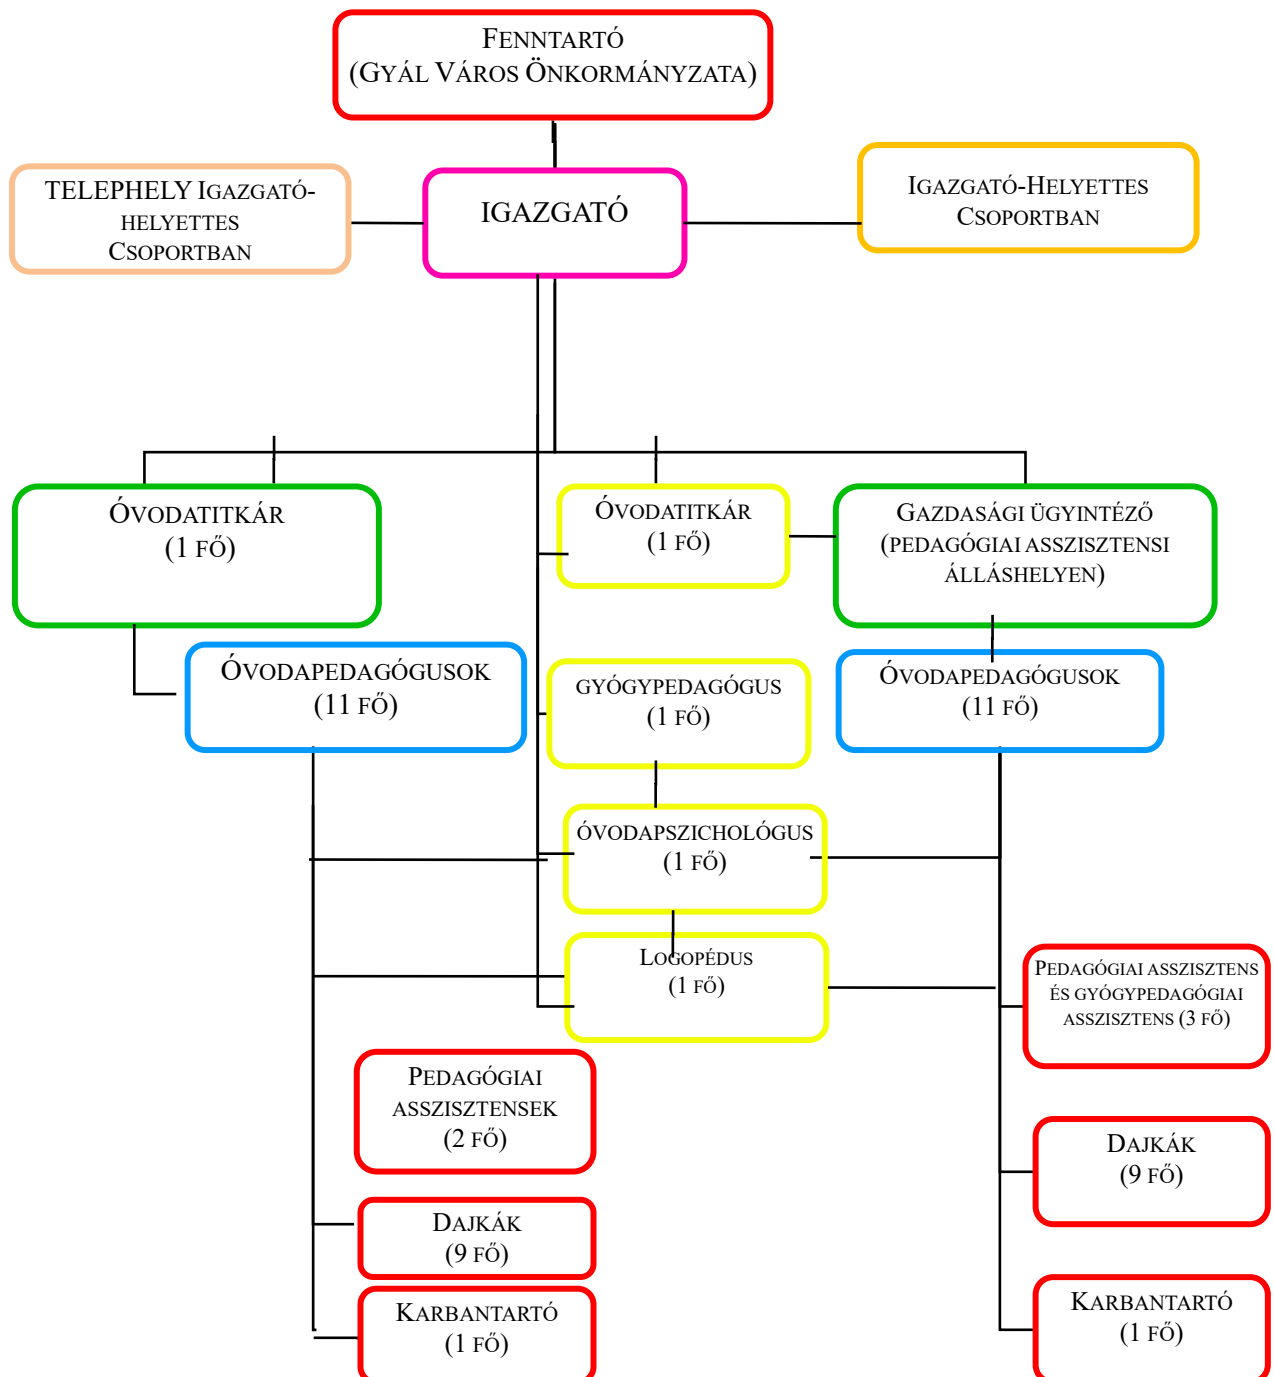 FENNTARTÓ
(GYÁL VÁROS ÖNKORMÁNYZATA)
TELEPHELY IGAZGATÓ-
HELYETTES
CSOPORTBAN
IGAZGATÓ
IGAZGATÓ-HELYETTES
CSOPORTBAN
ÓVODATITKÁR
(1 FŐ)
ÓVODATITKÁR
(1 FŐ)
GAZDASÁGI ÜGYINTÉZŐ
(PEDAGÓGIAI ASSZISZTENSI
ÁLLÁSHELYEN)
ÓVODAPEDAGÓGUSOK
(11 FŐ)
GYÓGYPEDAGÓGUS
(1 FŐ)
ÓVODAPEDAGÓGUSOK
(11 FŐ)
ÓVODAPSZICHOLÓGUS
(1 FŐ)
LOGOPÉDUS
(1 FŐ)
PEDAGÓGIAI ASSZISZTENS
ÉS GYÓGYPEDAGÓGIAI
ASSZISZTENS (3 FŐ)
PEDAGÓGIAI
ASSZISZTENSEK
(2 FŐ)
DAJKÁK
(9 FŐ)
DAJKÁK
(9 FŐ)
KARBANTARTÓ
(1 FŐ)
KARBANTARTÓ
(1 FŐ)